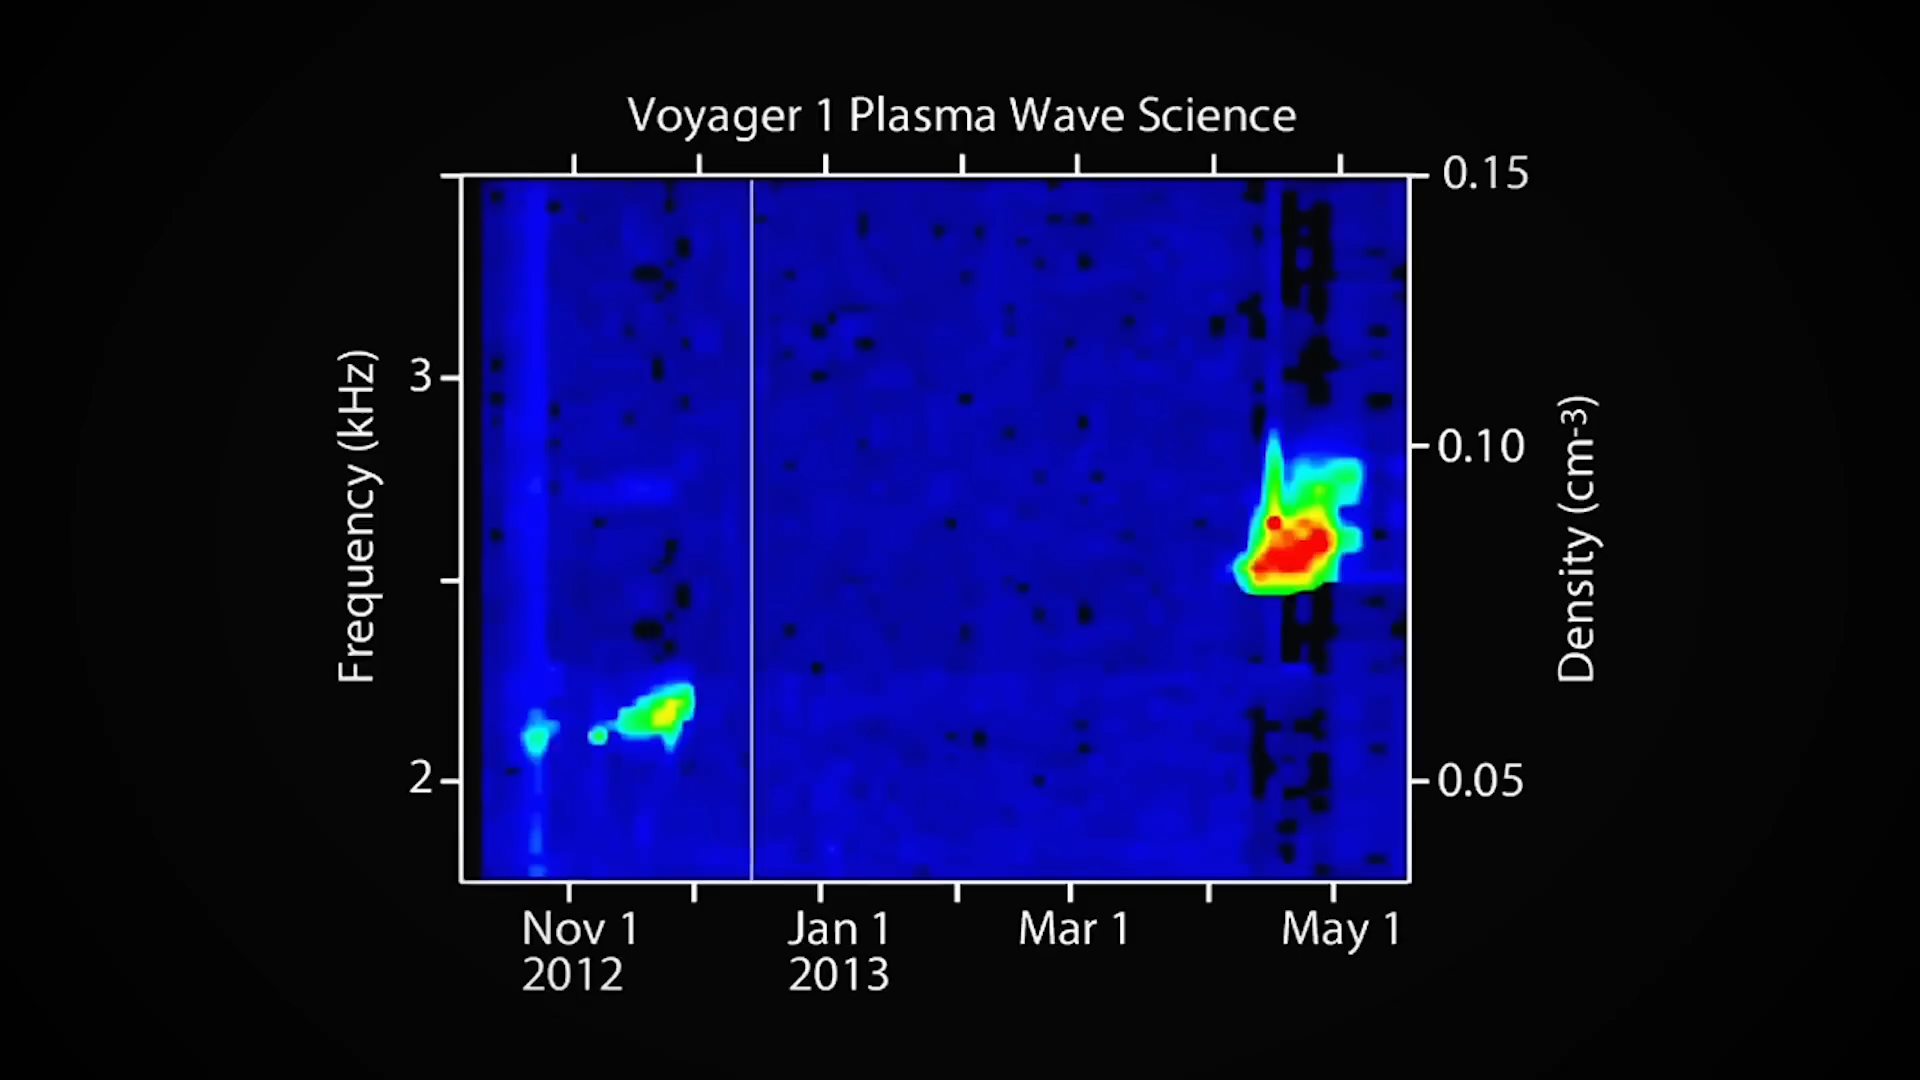 Voyager 1 Plasma Wave Science
0.15
3
0.10
Frequency (kHz)
Density (cm-3)
2
0.05
Nov 1
2012
Jan 1
2013
Mar 1
May 1